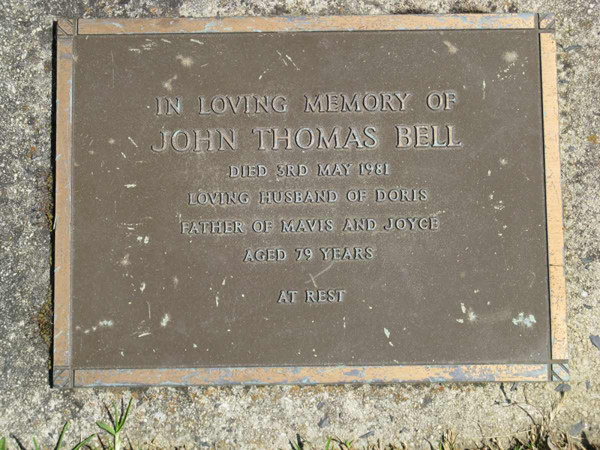 IN LOVING MEMORY OF
JOHN THOMAS BELL
DIED 3RD MAY 1981
LOVING HUSBAND OF DORIS
FATHER OF MAVIS AND JOYCE
AGED 79 YEARS
AT REST